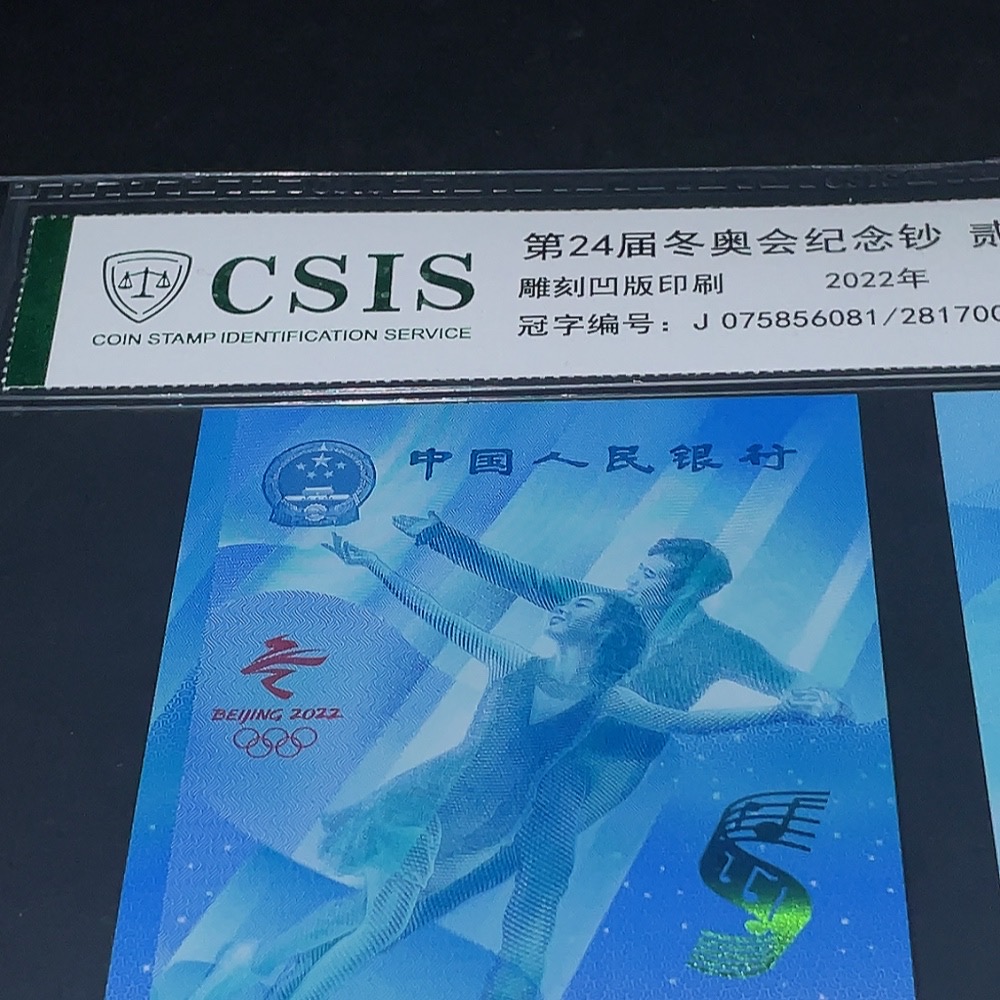 CSIS
COIN STAMP IDENTIFICATION SERVICE
第24届冬奥会纪念钞 贰
雕刻凹版印刷 2022年
冠字编号: J 075856081/281700
中国人民银行
BEIJING 2022